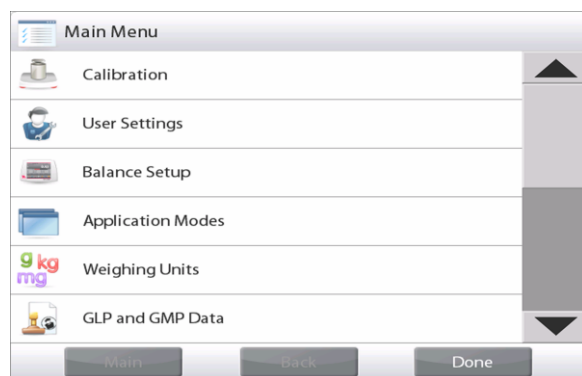 Main Menu
Calibration
User Settings
Balance Setup
Application Modes
g kg
mg
Weighing Units
GLP and GMP Data
Main Back Done